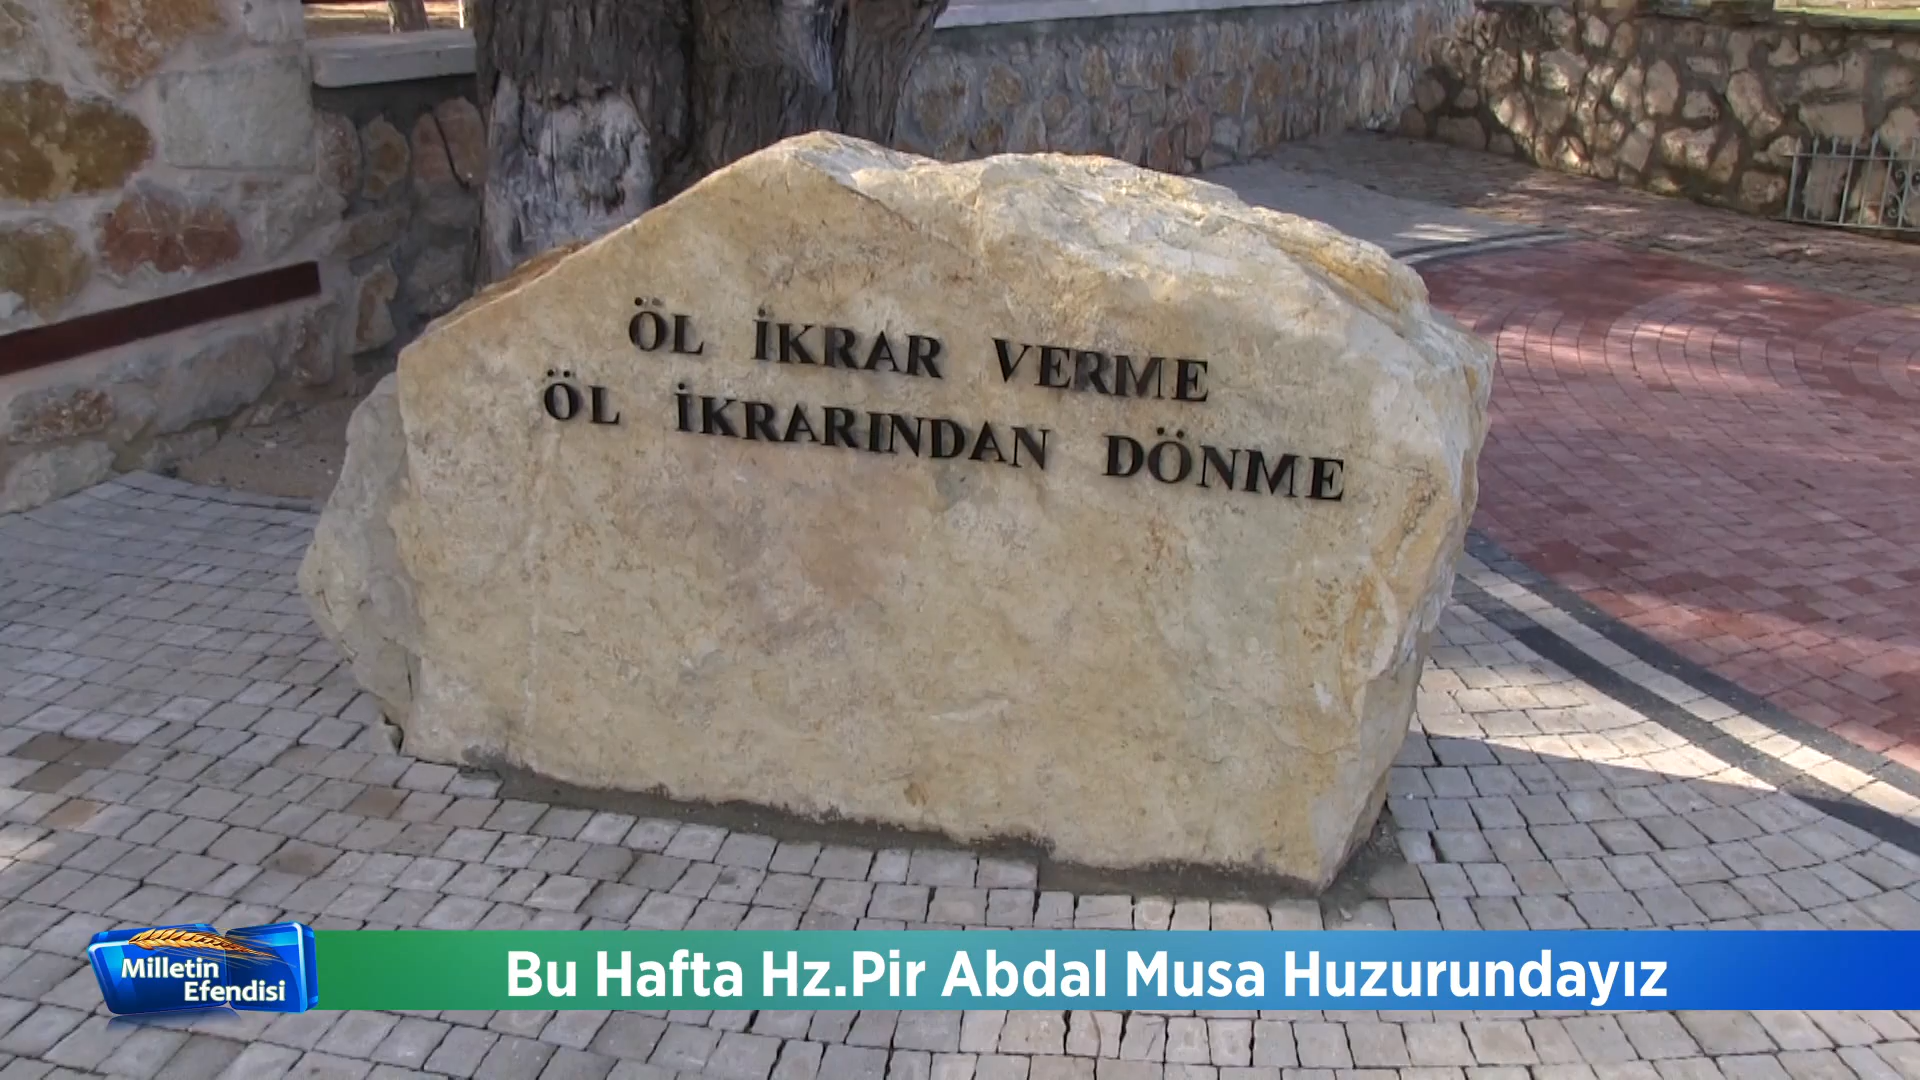 ÖL İKRAR VERME
ÖL İKRARINDAN DÖNME
Milletin
Efendisi
Bu Hafta Hz.Pir Abdal Musa Huzurundayız